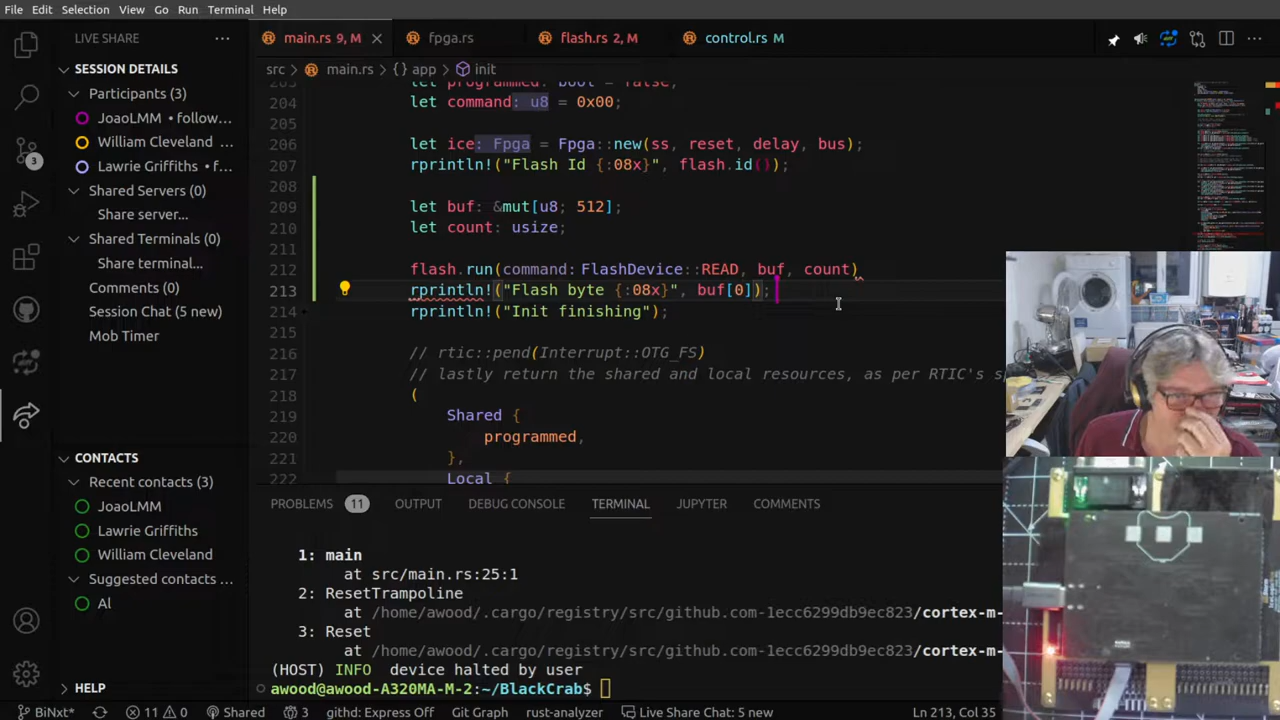 File Edit Selection View Go Run Terminal Help
LIVE SHARE ···
main.rs 9, M
fpga.rs
flash.rs 2, M
control.rs M
SESSION DETAILS
src > main.rs > {} app > init
Participants (3)
JoaoLMM • follow...
William Cleveland ...
Lawrie Griffiths • f...
Shared Servers (0)
Share server...
Shared Terminals (0)
Share terminal...
Comments (0)
Session Chat (5 new)
Mob Timer
CONTACTS
Recent contacts (3)
JoaoLMM
Lawrie Griffiths
William Cleveland
Suggested contacts
Al
HELP
3
203 let programmed: bool = false;
204 let command: u8 = 0x00;
205
206 let ice: Fpga = Fpga::new(ss, reset, delay, bus);
207 rprintln!("Flash Id {:08x}", flash.id());
208
209 let buf: &mut[u8; 512];
210 let count: usize;
211
212 flash.run(command:FlashDevice::READ, buf, count)
213 rprintln!("Flash byte {:08x}", buf[0]);
214 rprintln!("Init finishing");
215
216 // rtic::pend(Interrupt::OTG_FS)
217 // lastly return the shared and local resources, as per RTIC's s
218 (
219 Shared {
220 programmed,
221 },
222 Local {
PROBLEMS 11 OUTPUT DEBUG CONSOLE TERMINAL JUPYTER COMMENTS
1: main
at src/main.rs:25:1
2: ResetTrampoline
at /home/awood/.cargo/registry/src/github.com-1ecc6299db9ec823/cortex-m-
3: Reset
at /home/awood/.cargo/registry/src/github.com-1ecc6299db9ec823/cortex-m-
(HOST) INFO device halted by user
awood@awood-A320MA-M-2:~/BlackCrab$
BiNxt* 11 0 Shared 3 githd: Express Off Git Graph rust-analyzer Live Share Chat: 5 new Ln 213, Col 35